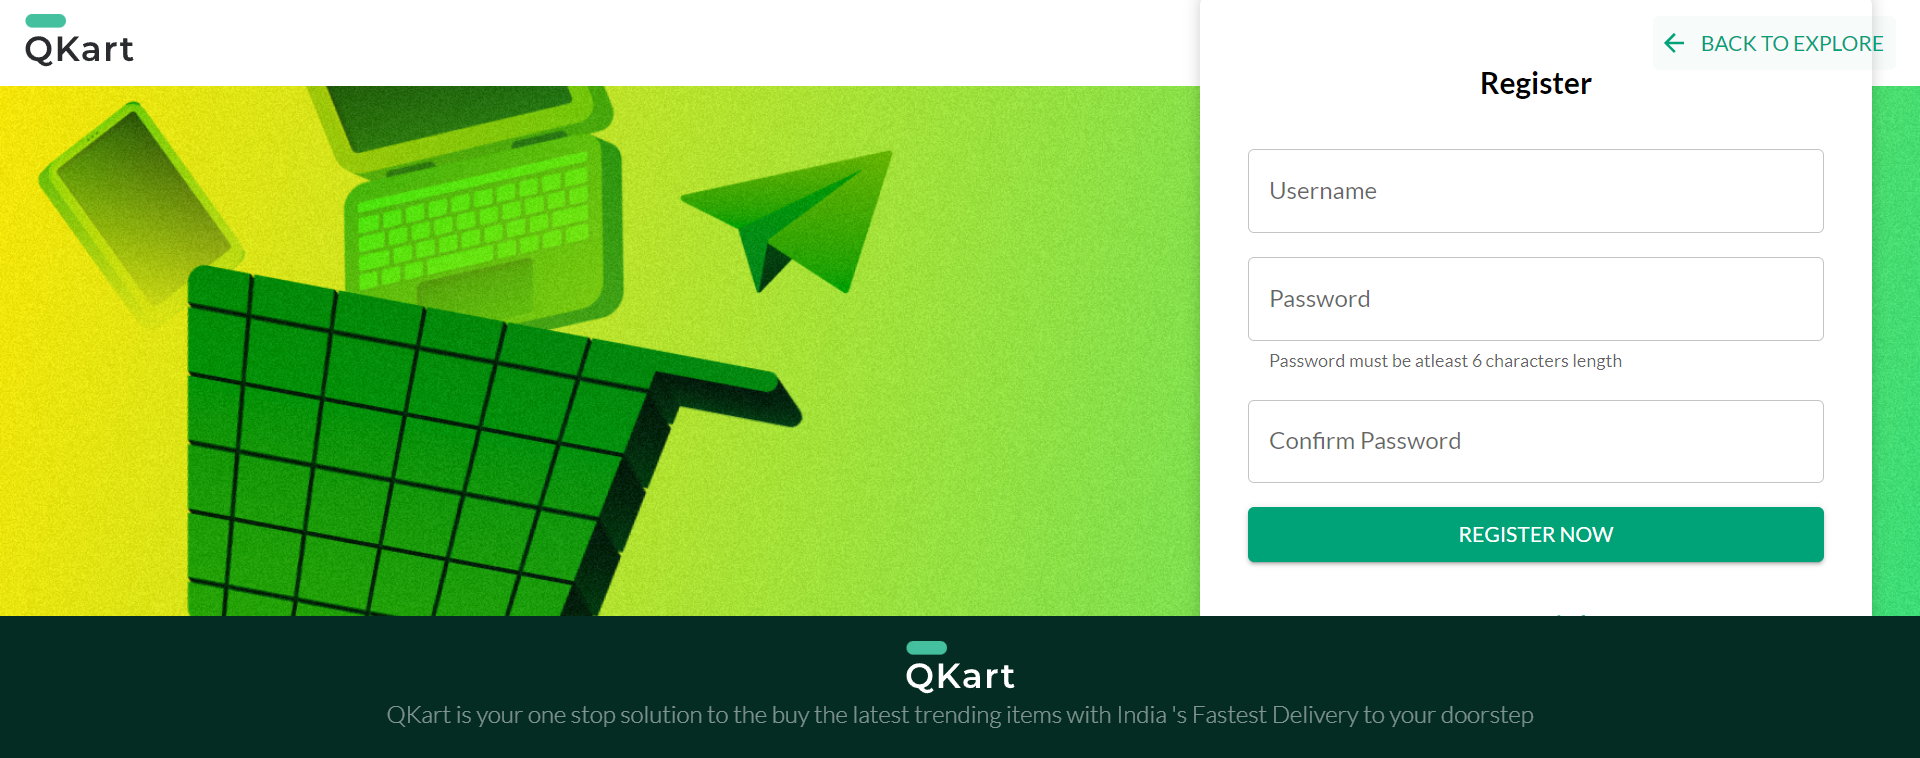 QKart
BACK TO EXPLORE
Register
Username
Password
Password must be atleast 6 characters length
Confirm Password
REGISTER NOW
QKart
QKart is your one stop solution to the buy the latest trending items with India 's Fastest Delivery to your doorstep